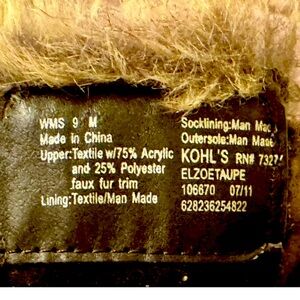 WMS 9 M
Made in China
Upper:Textile w/75% Acrylic
and 25% Polyester
faux fur trim
Lining:Textile/Man Made
Socklining:Man
Outersole:Man Made
KOHL'S RN#
ELZOETAUPE
106670 07/11
628236254822